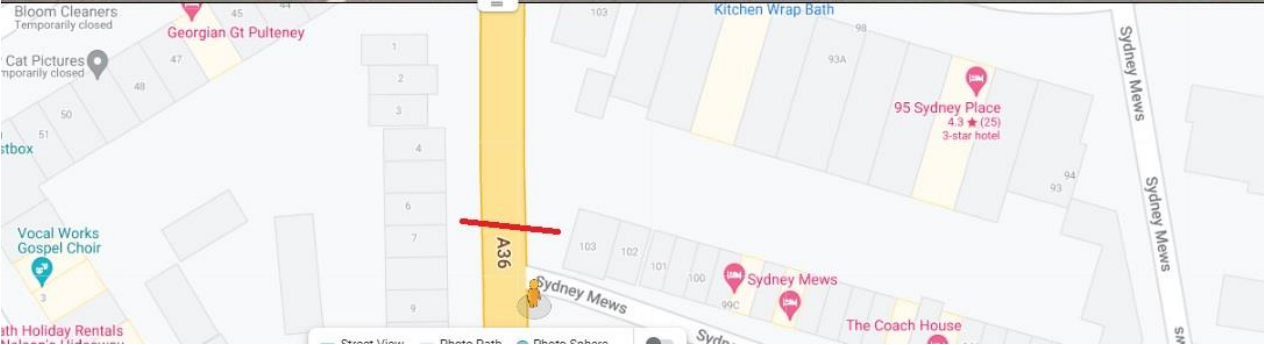 Bloom Cleaners
Temporarily closed
45
44
Georgian Gt Pulteney
Cat Pictures
mporarily closed
47
48
50
51
stbox
Vocal Works
Gospel Choir
3
ath Holiday Rentals
1
2
3
4
6
7
9
A36
103
Kitchen Wrap Bath
98
93A
95 Sydney Place
4.3 ★ (25)
3-star hotel
94
93
Sydney Mews
Sydney Mews
103
102
101
100
99C
Sydney Mews
Sydney Mews
The Coach House
Street View
Photo Path
Photo Sphere